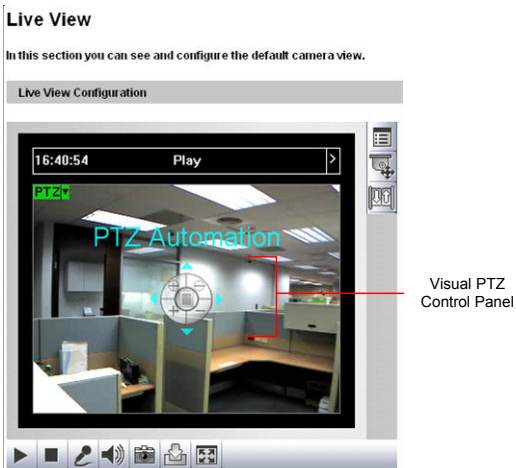 Live View
In this section you can see and configure the default camera view.
Live View Configuration
16:40:54 Play >
PTZ▼
PTZ Automation
Visual PTZ
Control Panel